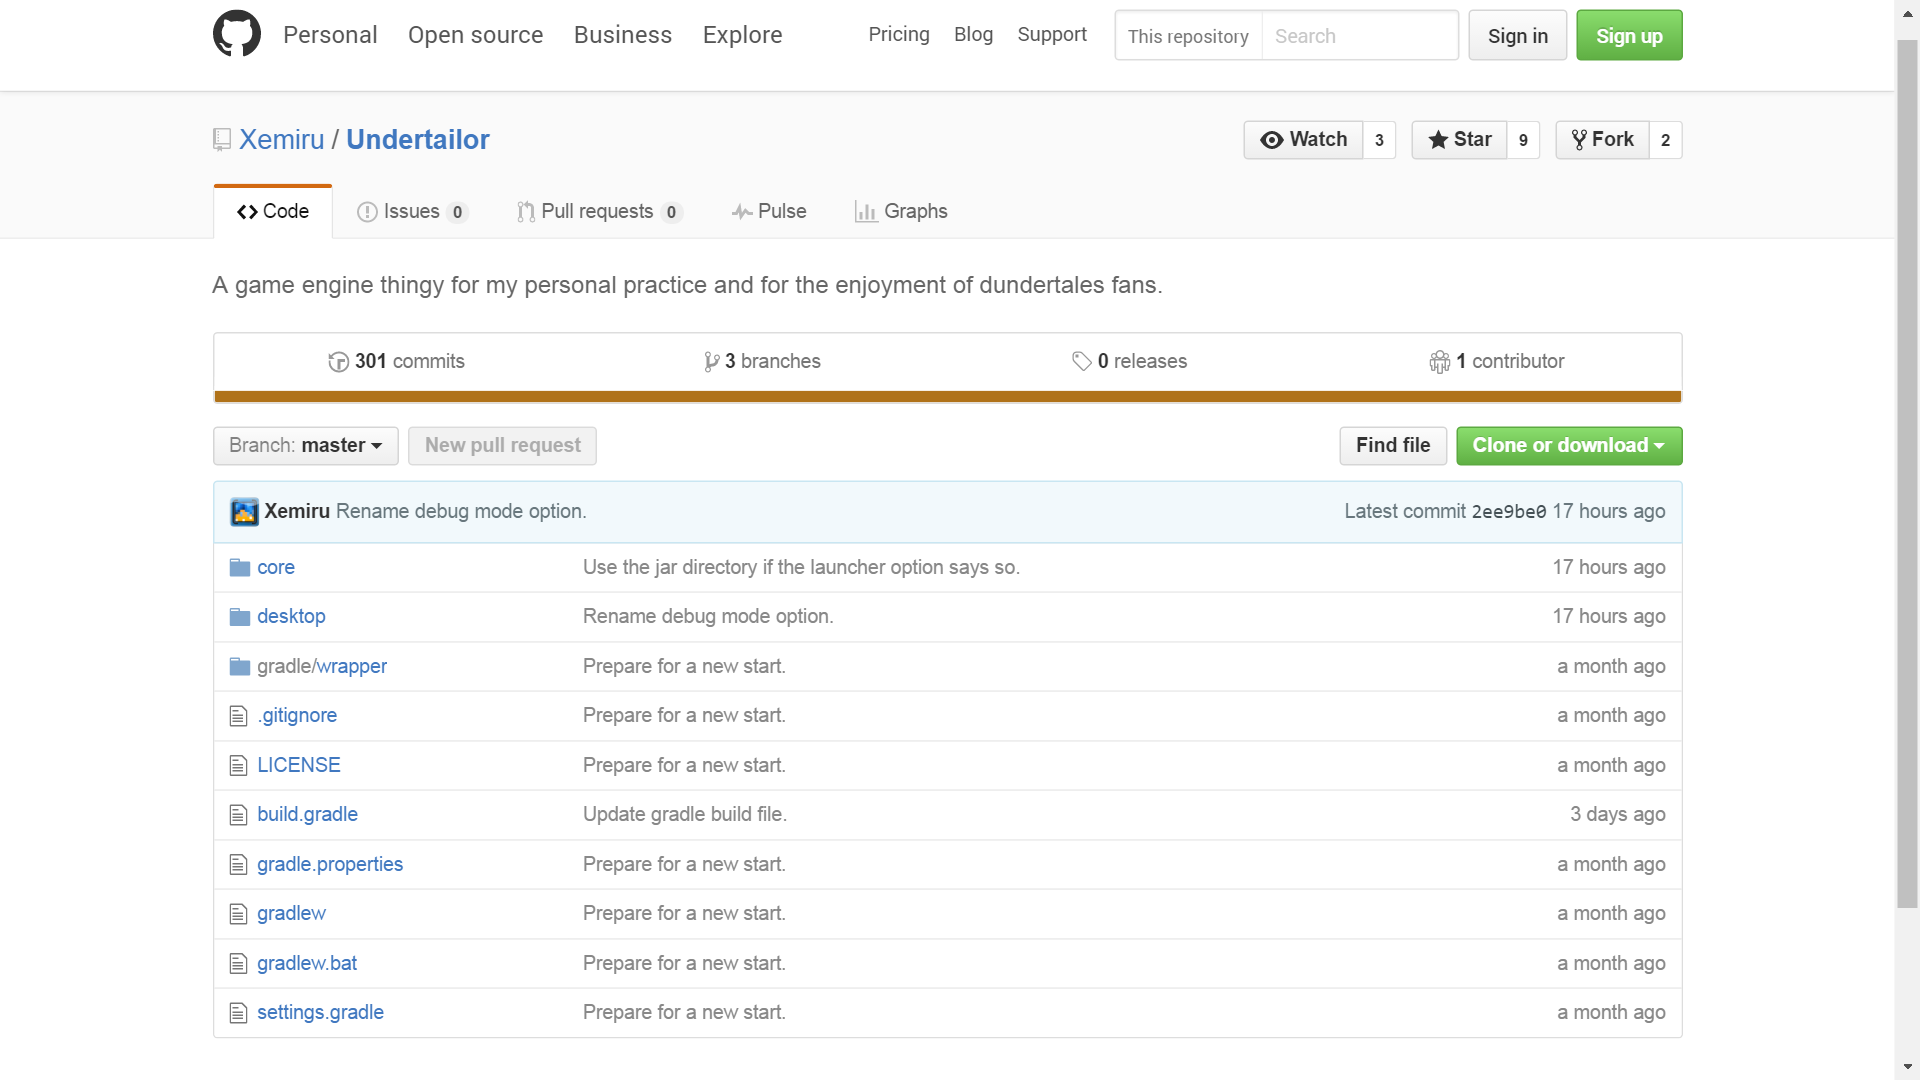 Personal Open source Business Explore Pricing Blog Support This repository Search Sign in Sign up
Xemiru / Undertailor Watch 3 Star 9 Fork 2
Code Issues 0 Pull requests 0 Pulse Graphs
A game engine thingy for my personal practice and for the enjoyment of dundertales fans.
301 commits 3 branches 0 releases 1 contributor
Branch: master New pull request Find file Clone or download
Xemiru Rename debug mode option. Latest commit 2ee9be0 17 hours ago
core Use the jar directory if the launcher option says so. 17 hours ago
desktop Rename debug mode option. 17 hours ago
gradle/wrapper Prepare for a new start. a month ago
.gitignore Prepare for a new start. a month ago
LICENSE Prepare for a new start. a month ago
build.gradle Update gradle build file. 3 days ago
gradle.properties Prepare for a new start. a month ago
gradlew Prepare for a new start. a month ago
gradlew.bat Prepare for a new start. a month ago
settings.gradle Prepare for a new start. a month ago